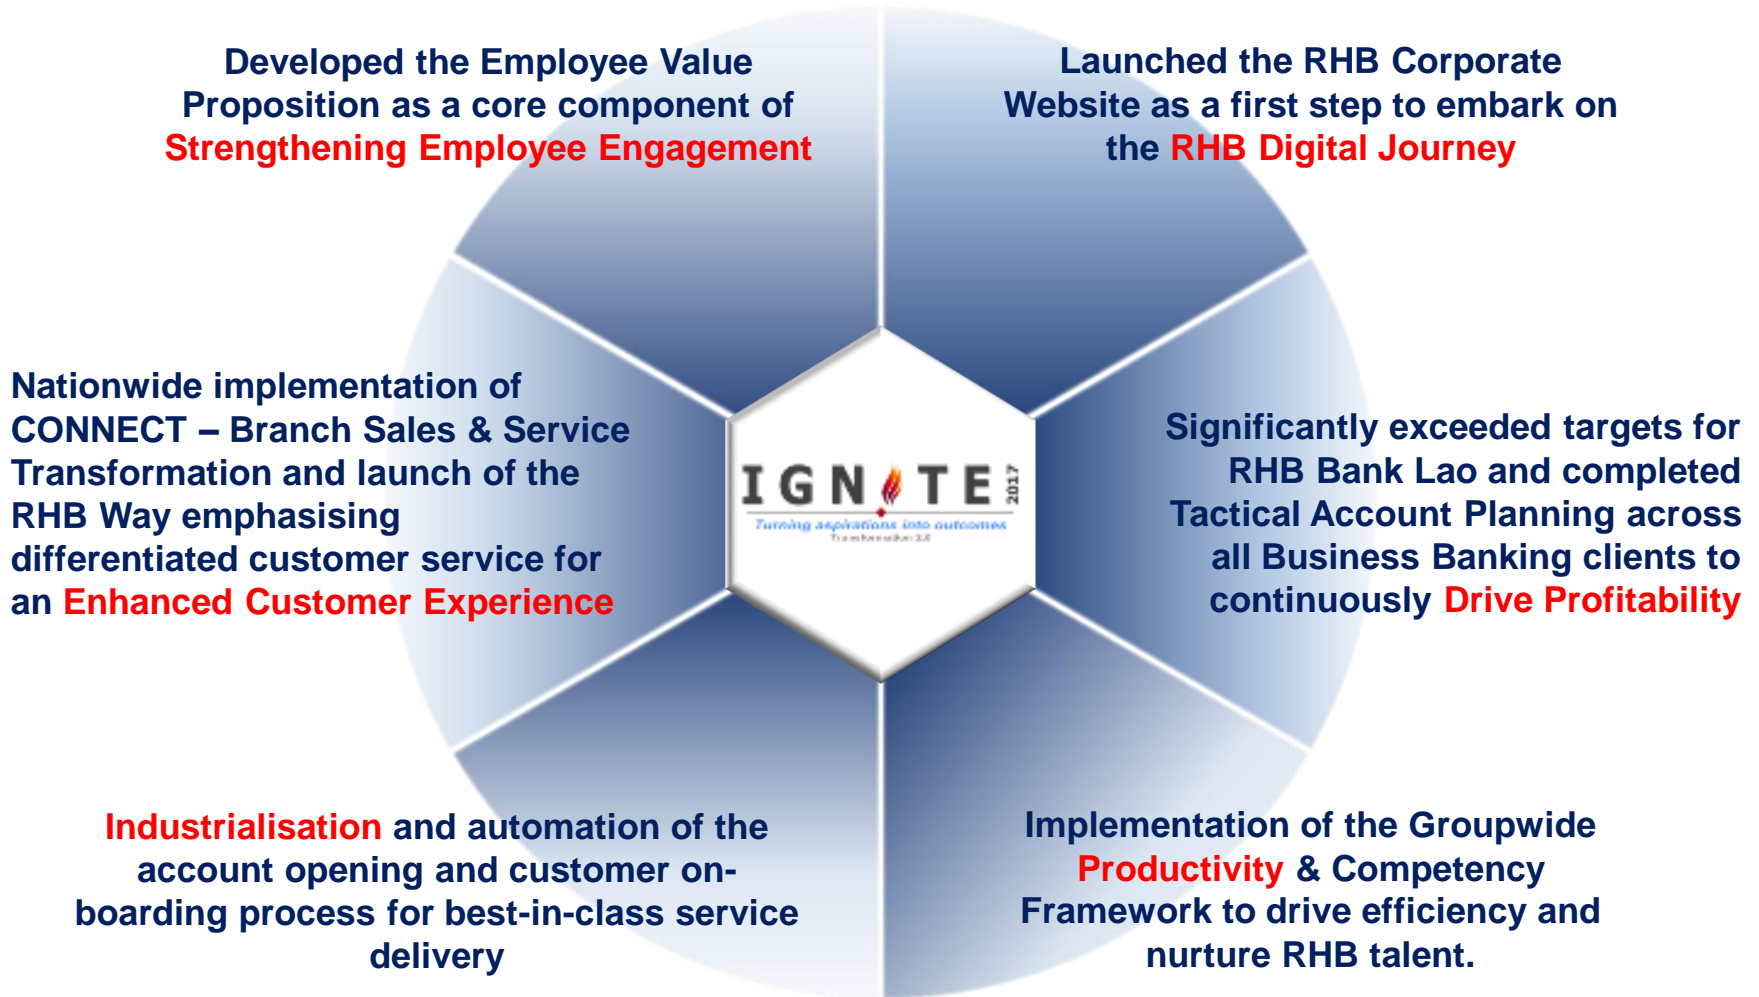 Developed the Employee Value
Proposition as a core component of
Strengthening Employee Engagement
Launched the RHB Corporate
Website as a first step to embark on
the RHB Digital Journey
Nationwide implementation of
CONNECT – Branch Sales & Service
Transformation and launch of the
RHB Way emphasising
differentiated customer service for
an Enhanced Customer Experience
IGNITE 2017
Turning aspirations into outcomes
Transformation 2.0
Significantly exceeded targets for
RHB Bank Lao and completed
Tactical Account Planning across
all Business Banking clients to
continuously Drive Profitability
Industrialisation and automation of the
account opening and customer on-
boarding process for best-in-class service
delivery
Implementation of the Groupwide
Productivity & Competency
Framework to drive efficiency and
nurture RHB talent.